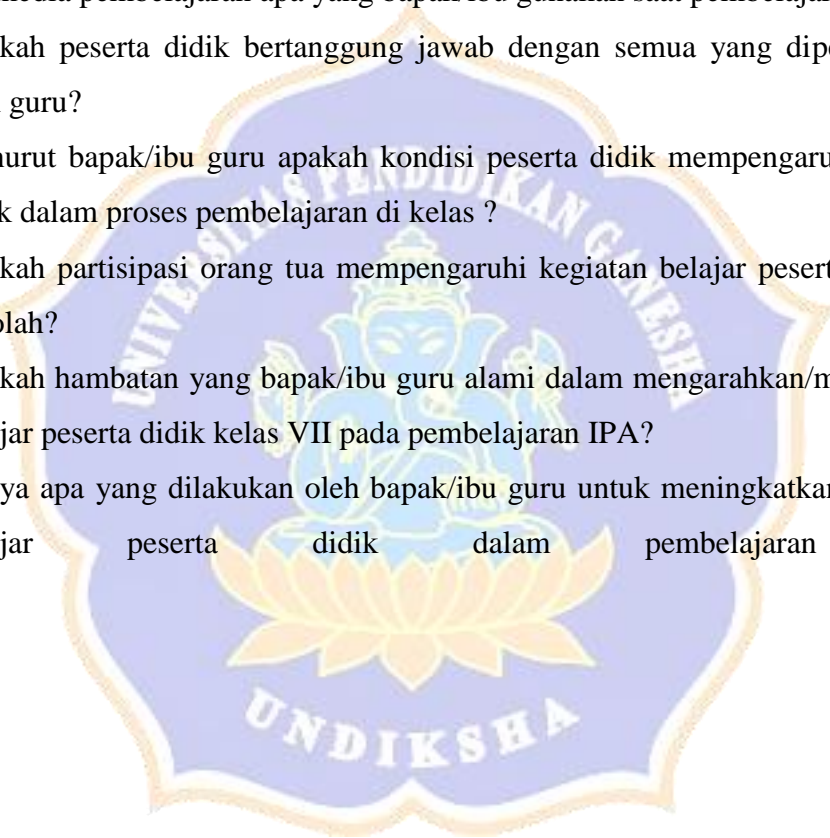 media pembelajaran apa yang bapak/ibu gunakan saat pembelajar
kah peserta didik bertanggung jawab dengan semua yang dipe
guru?
urut bapak/ibu guru apakah kondisi peserta didik mempengaru
k dalam proses pembelajaran di kelas ?
kah partisipasi orang tua mempengaruhi kegiatan belajar pesert
olah?
kah hambatan yang bapak/ibu guru alami dalam mengarahkan/m
jar peserta didik kelas VII pada pembelajaran IPA?
ya apa yang dilakukan oleh bapak/ibu guru untuk meningkatkan
jar peserta didik dalam pembelajaran
UNIVERSITAS PENDIDIKAN GANESHA
UNDIKSHA